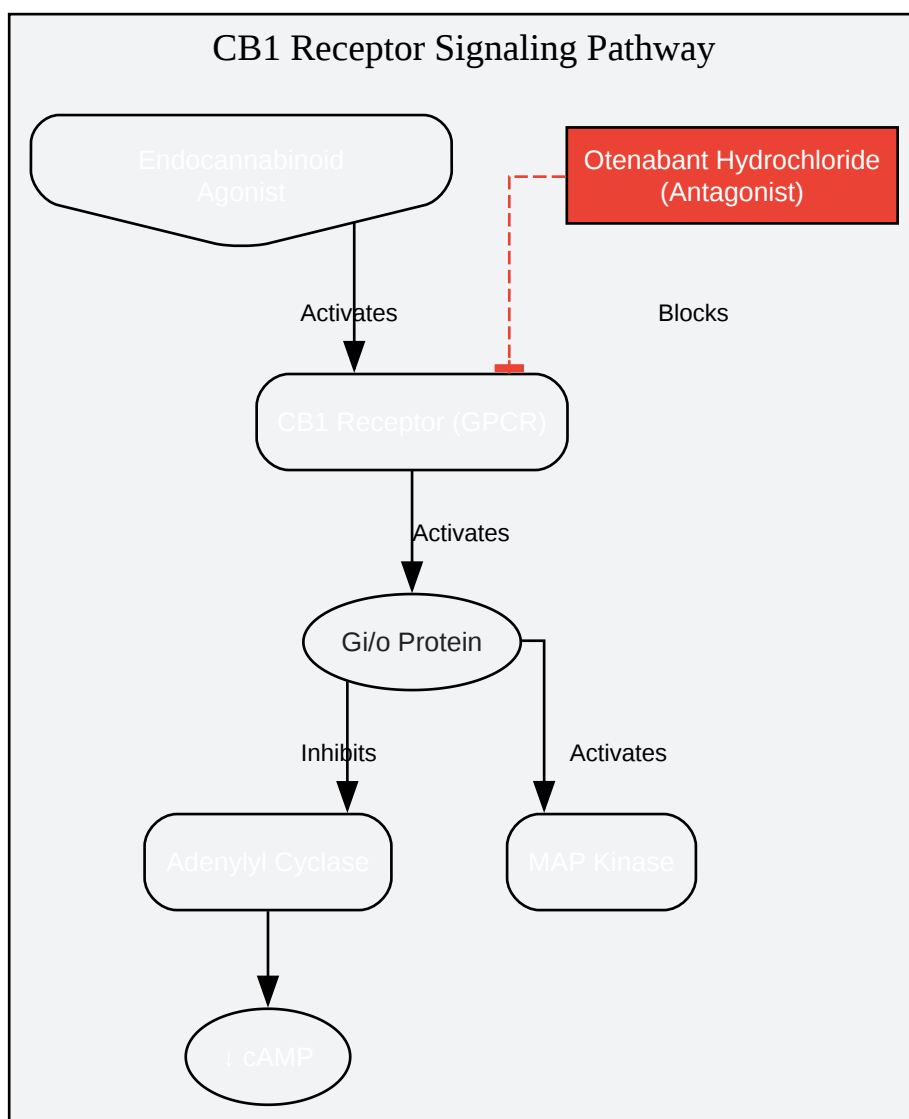 CB1 Receptor Signaling Pathway
Endocannabinoid
Agonist
Otenabant Hydrochloride
(Antagonist)
Activates
Blocks
CB1 Receptor (GPCR)
Activates
Gi/o Protein
Inhibits
Activates
Adenylyl Cyclase
MAP Kinase
↓ cAMP